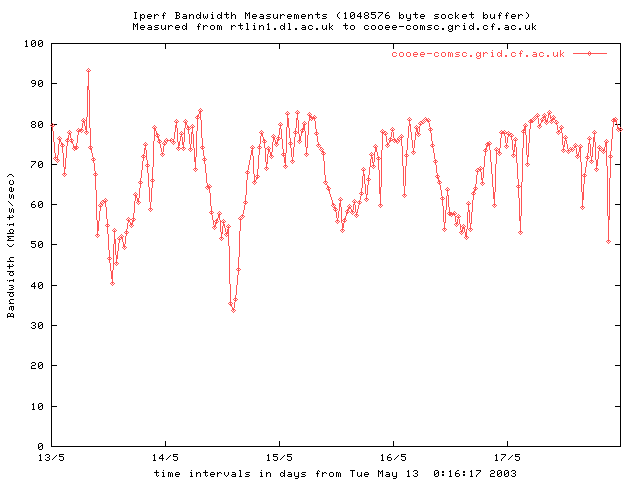 Iperf Bandwidth Measurements (1048576 byte socket buffer)
Measured from rtlin1.dl.ac.uk to cooee-comsc.grid.cf.ac.uk
cooee-comsc.grid.cf.ac.uk
Bandwidth (Mbits/sec)
100
90
80
70
60
50
40
30
20
10
0
13/5 14/5 15/5 16/5 17/5
time intervals in days from Tue May 13  0:16:17 2003